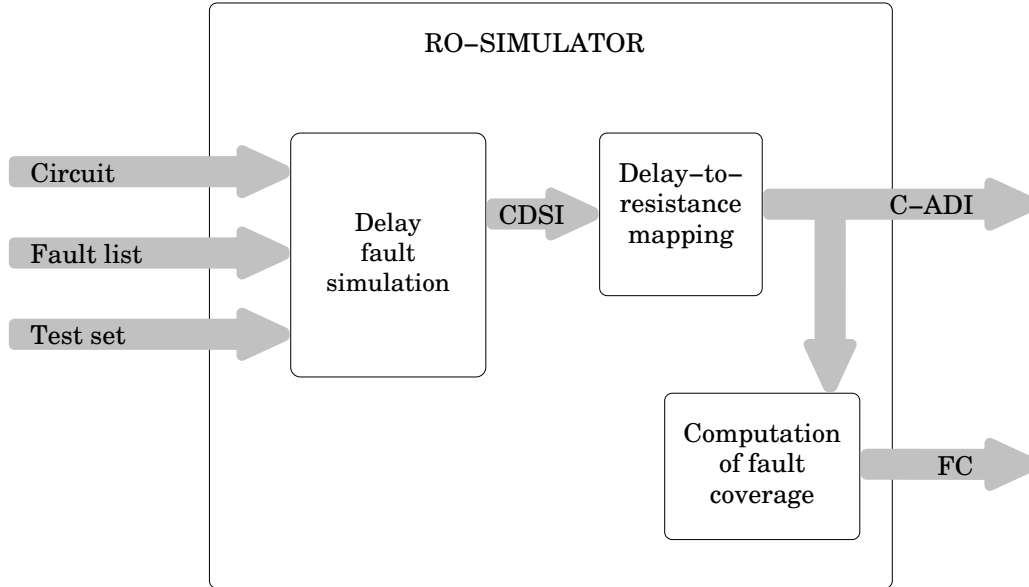 RO−SIMULATOR
Circuit
Fault list
Test set
Delay
fault
simulation
CDSI
Delay−to−
resistance
mapping
C−ADI
Computation
of fault
coverage
FC